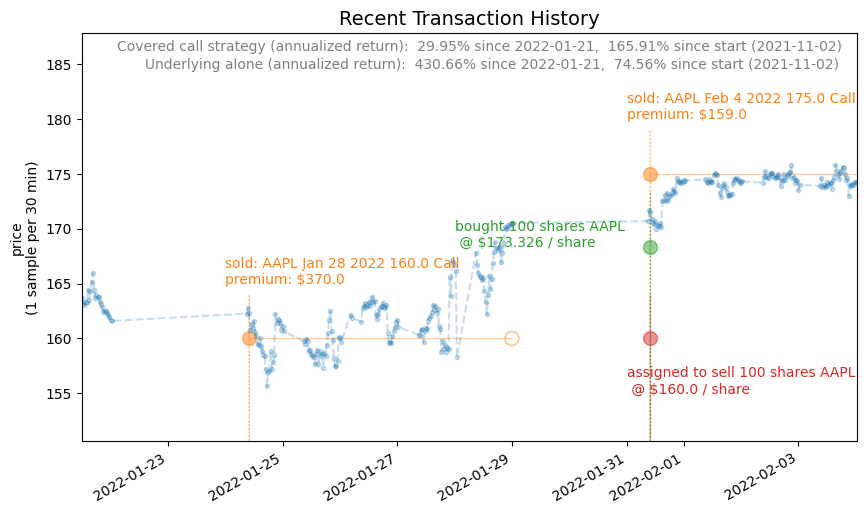 Recent Transaction History
Covered call strategy (annualized return):  29.95% since 2022-01-21,  165.91% since start (2021-11-02)
Underlying alone (annualized return):  430.66% since 2022-01-21,  74.56% since start (2021-11-02)
185
180
175
170
165
160
155
price
(1 sample per 30 min)
sold: AAPL Feb 4 2022 175.0 Call
premium: $159.0
bought 100 shares AAPL
@ $173.326 / share
sold: AAPL Jan 28 2022 160.0 Call
premium: $370.0
assigned to sell 100 shares AAPL
@ $160.0 / share
2022-01-23
2022-01-25
2022-01-27
2022-01-29
2022-01-31
2022-02-01
2022-02-03